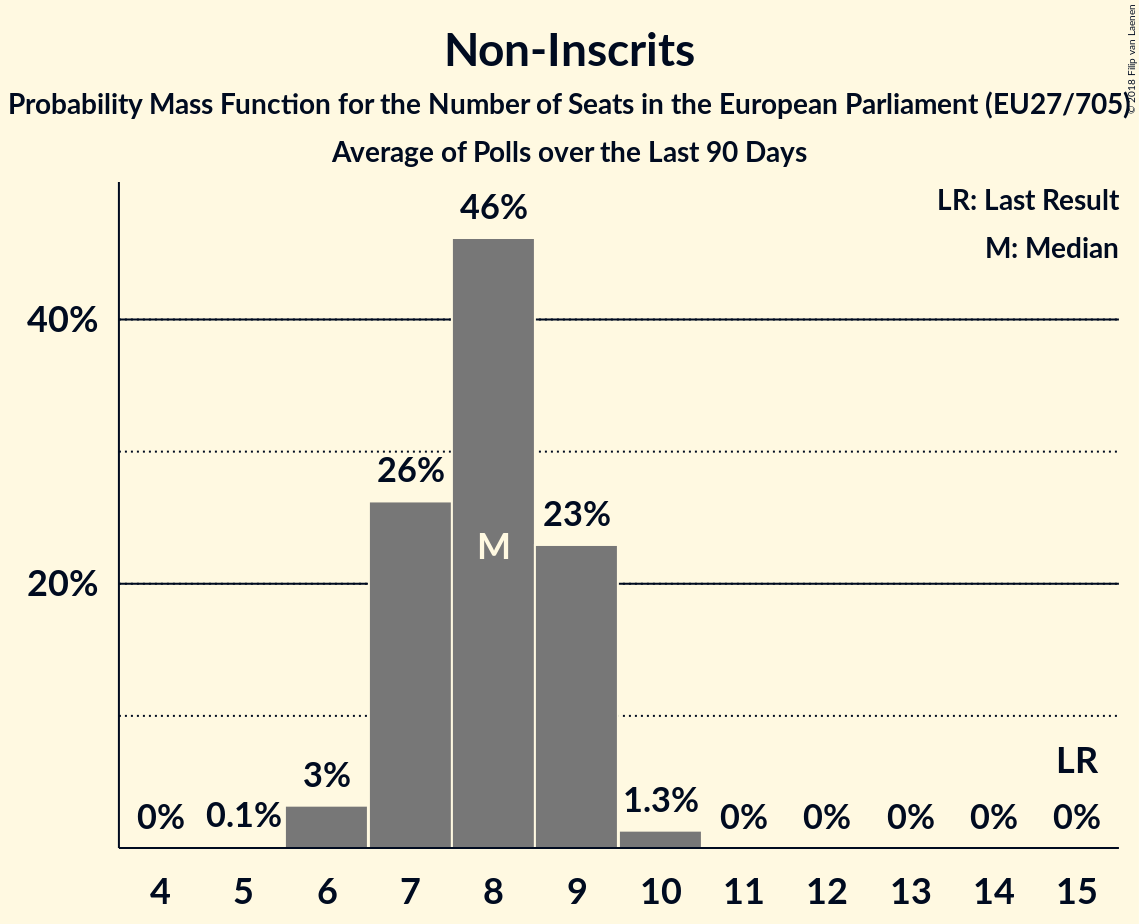 Non-Inscrits
Probability Mass Function for the Number of Seats in the European Parliament (EU27/705)
Average of Polls over the Last 90 Days
© 2018 Filip van Laenen
LR: Last Result
M: Median
46%
40%
26%
23%
M
20%
LR
3%
1.3%
0%
0.1%
0%
0%
0%
0%
0%
4 5 6 7 8 9 10 11 12 13 14 15